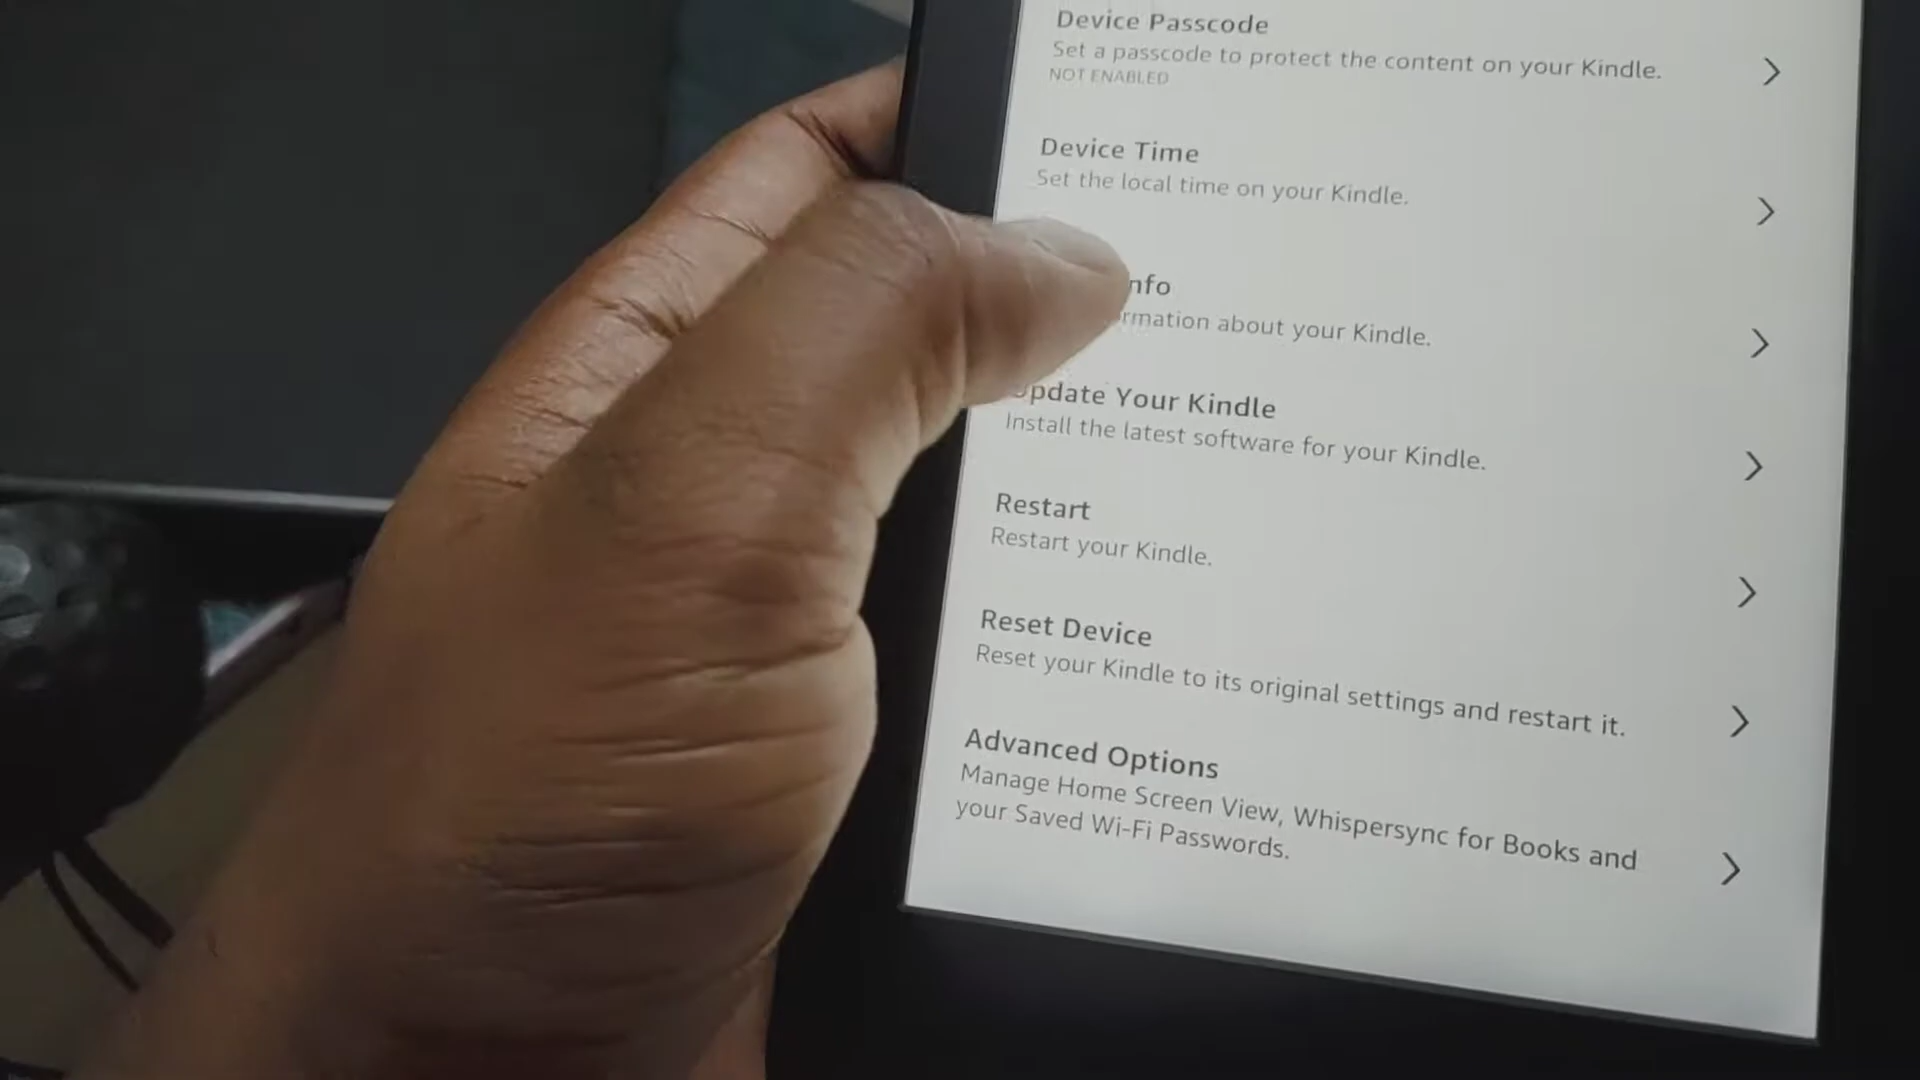 Device Passcode
Set a passcode to protect the content on your Kindle.
NOT ENABLED
Device Time
Set the local time on your Kindle.
about your Kindle.
Update Your Kindle
Install the latest software for your Kindle.
Restart
Restart your Kindle.
Reset Device
Reset your Kindle to its original settings and restart it.
Advanced Options
Manage Home Screen View, Whispersync for Books and
your Saved Wi-Fi Passwords.